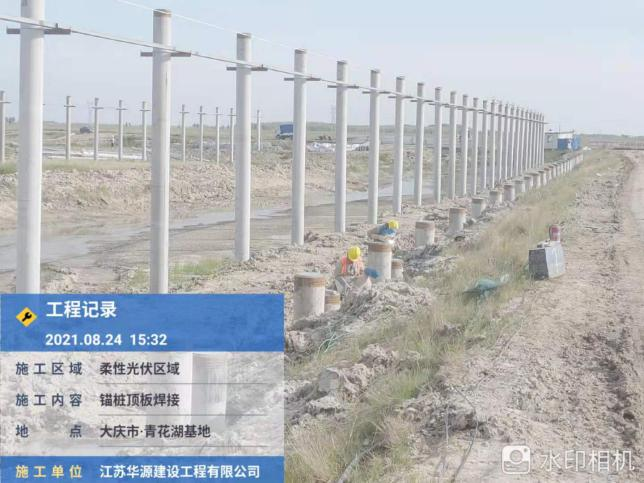 工程记录
2021.08.24 15:32
施工区域 柔性光伏区域
施工内容 锚桩顶板焊接
地点 大庆市·青花湖基地
施工单位 江苏华源建设工程有限公司
水印相机